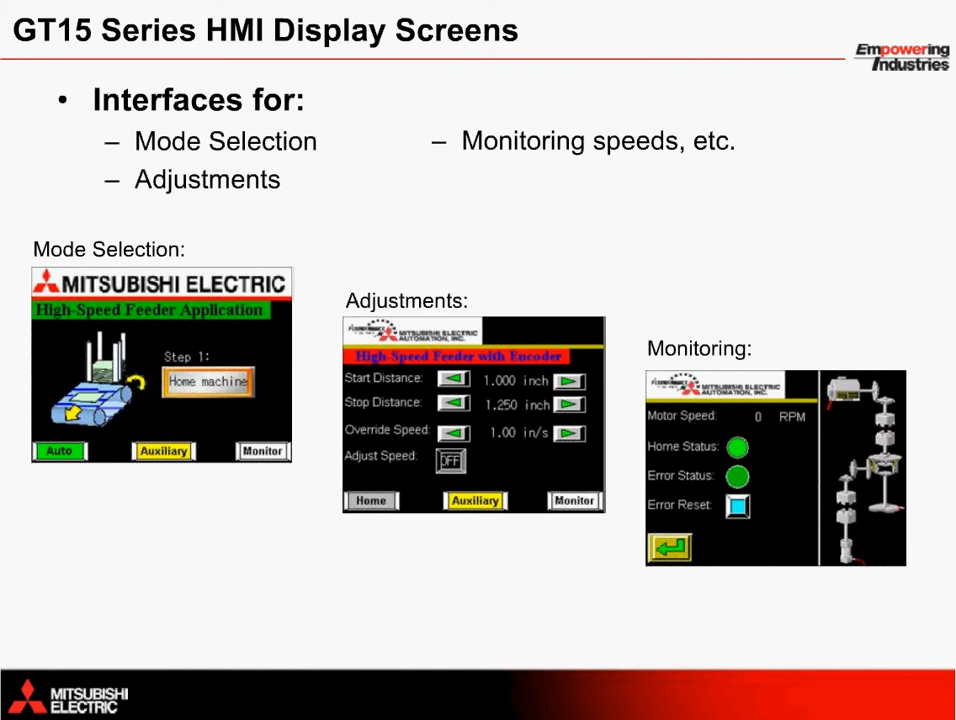 GT15 Series HMI Display Screens
Empowering
Industries
• Interfaces for:
– Mode Selection
– Adjustments
– Monitoring speeds, etc.
Mode Selection:
MITSUBISHI ELECTRIC
High-Speed Feeder Application
Step 1:
Home machine
Auto
Auxiliary
Monitor
Adjustments:
MITSUBISHI ELECTRIC
AUTOMATION, INC.
High-Speed Feeder with Encoder
Start Distance: 1.000 inch
Stop Distance: 1.250 inch
Override Speed: 1.00 in/s
Adjust Speed: OFF
Home
Auxiliary
Monitor
Monitoring:
MITSUBISHI ELECTRIC
AUTOMATION, INC.
Motor Speed: 0 RPM
Home Status:
Error Status:
Error Reset:
MITSUBISHI
ELECTRIC